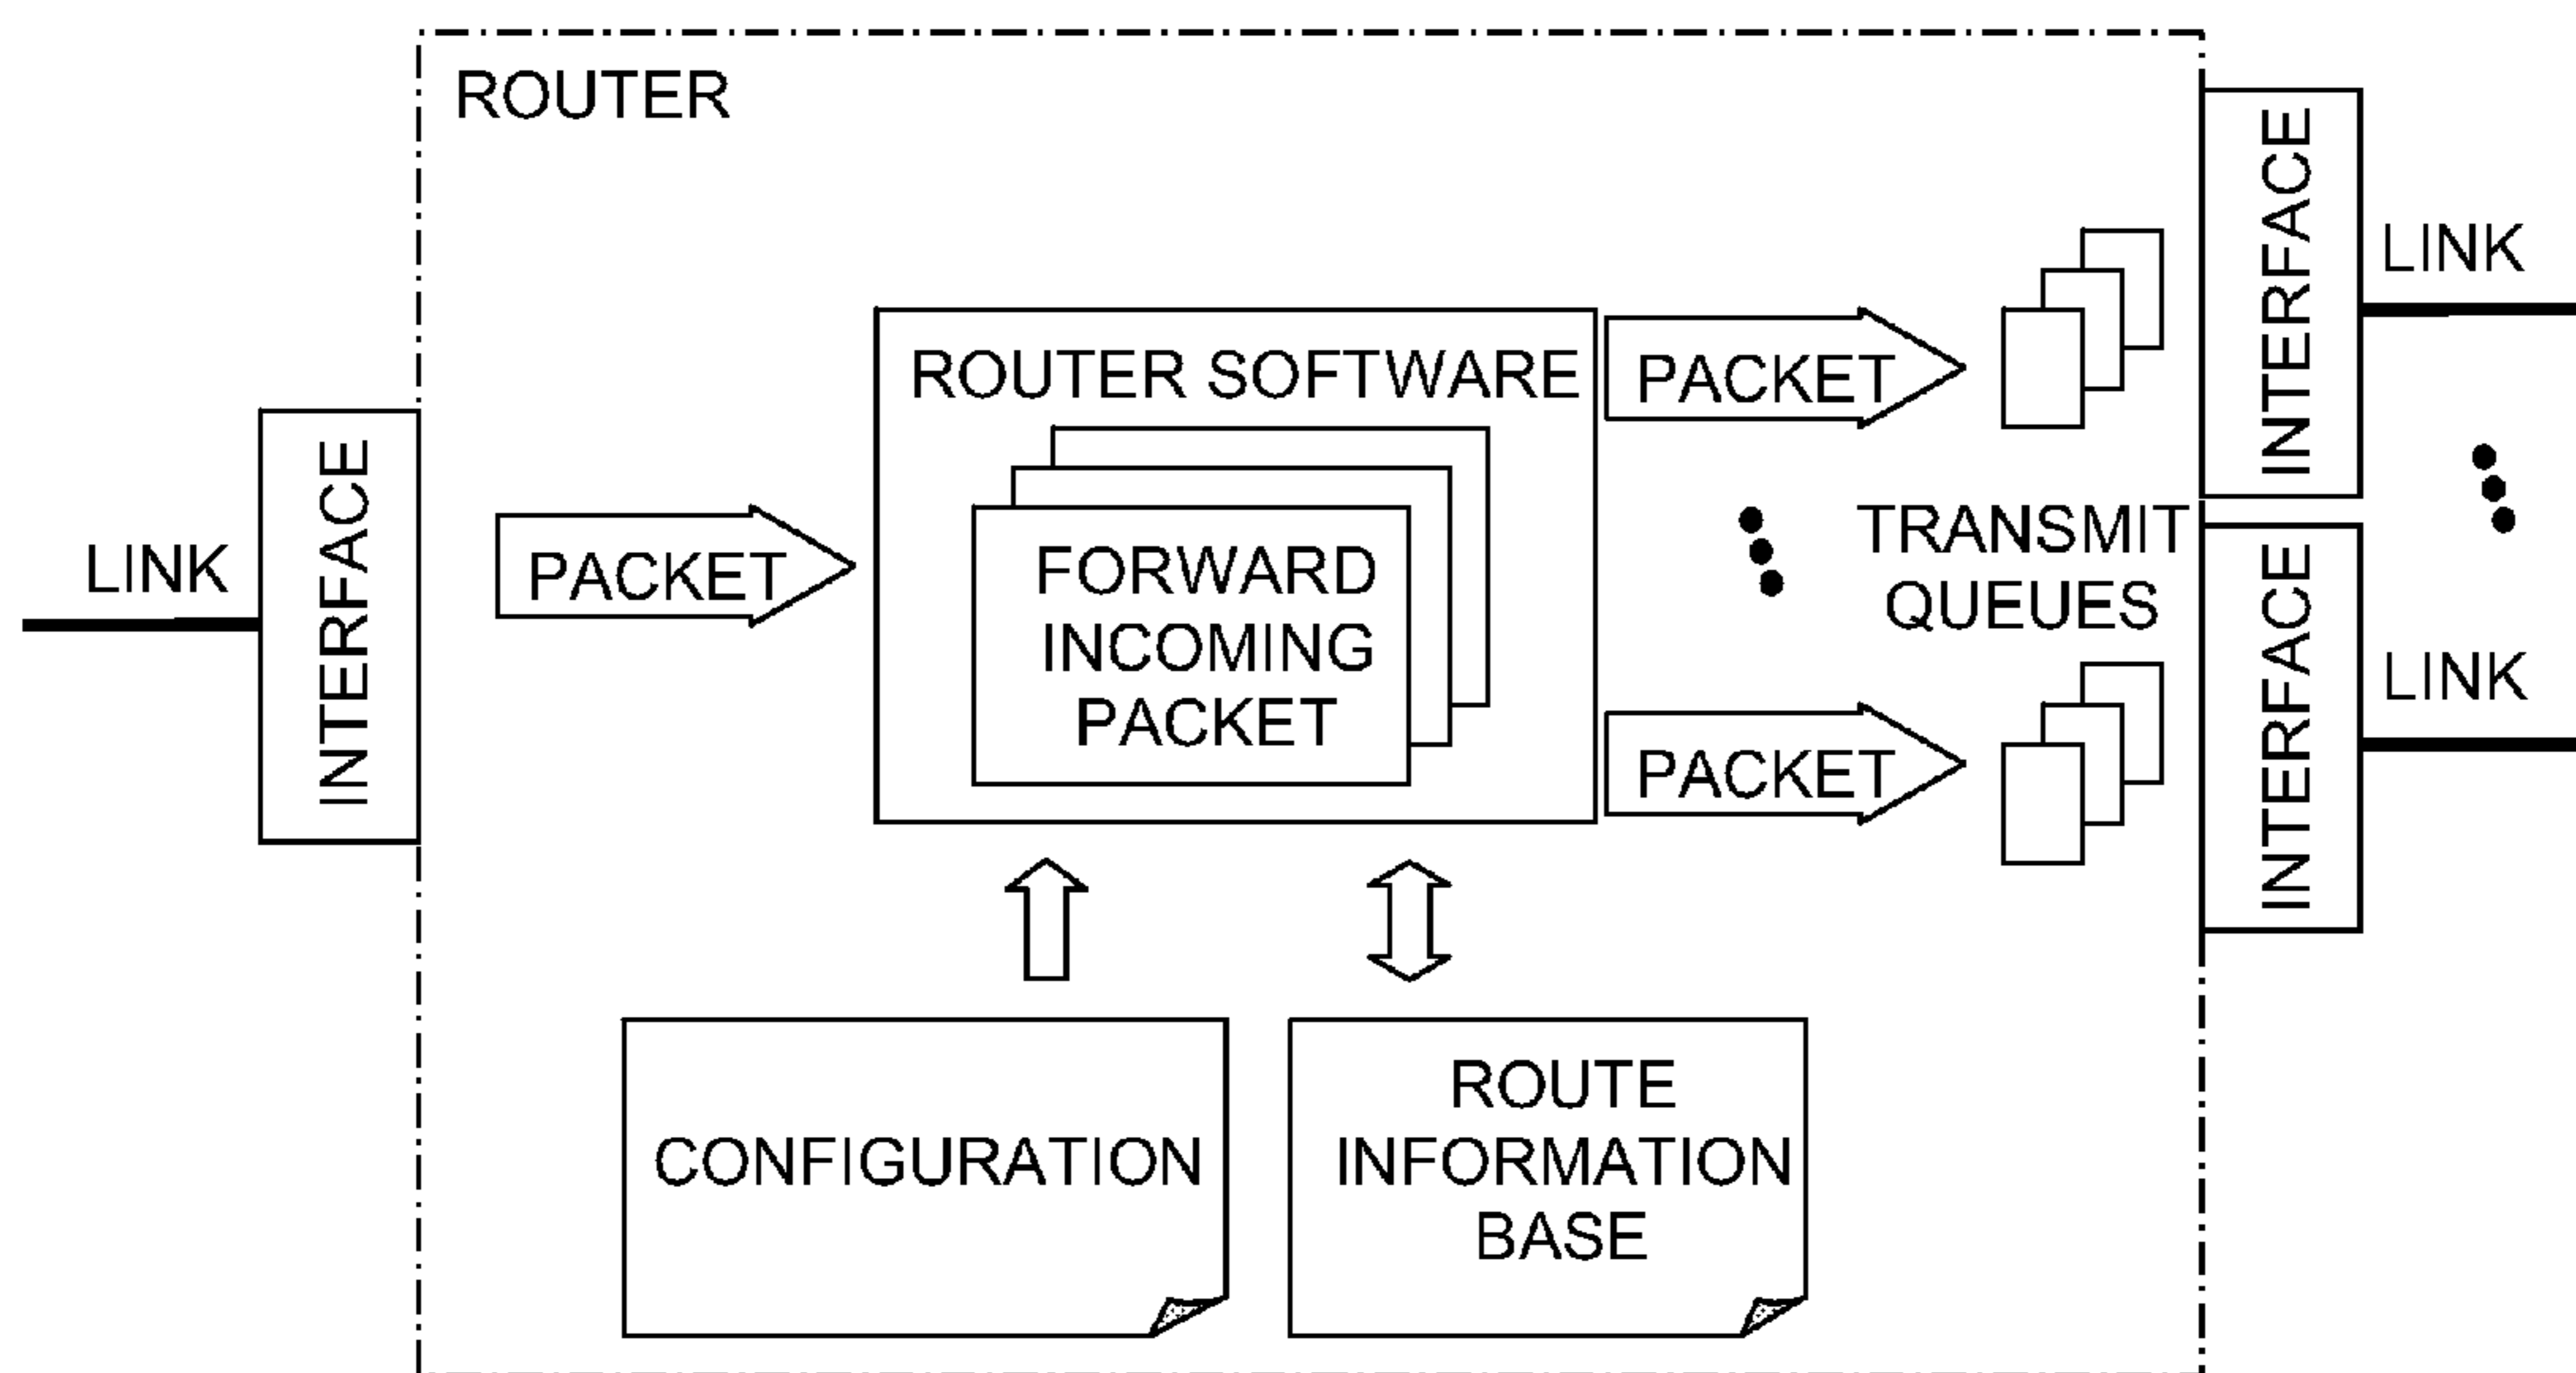 ROUTER
LINK
INTERFACE
PACKET
ROUTER SOFTWARE
FORWARD
INCOMING
PACKET
PACKET
PACKET
TRANSMIT
QUEUES
INTERFACE
LINK
INTERFACE
LINK
CONFIGURATION
ROUTE
INFORMATION
BASE